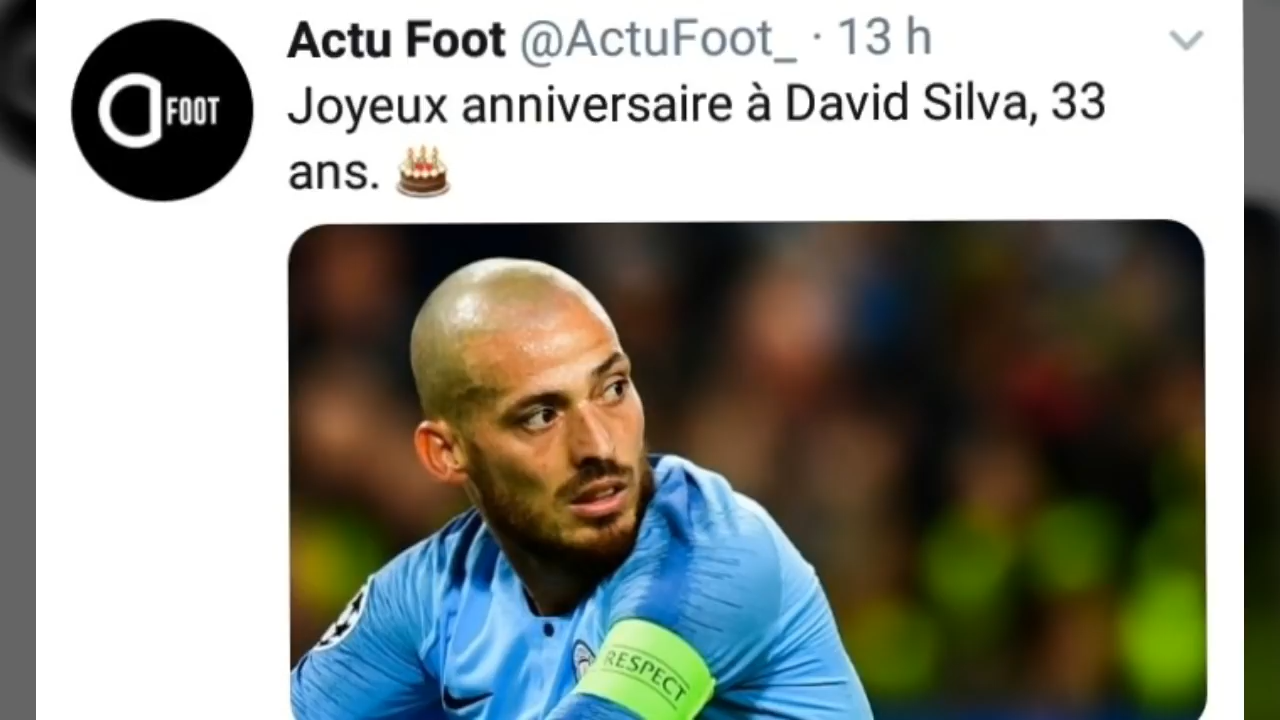 FOOT
Actu Foot @ActuFoot_ · 13 h
Joyeux anniversaire à David Silva, 33
ans. 🎂
RESPECT